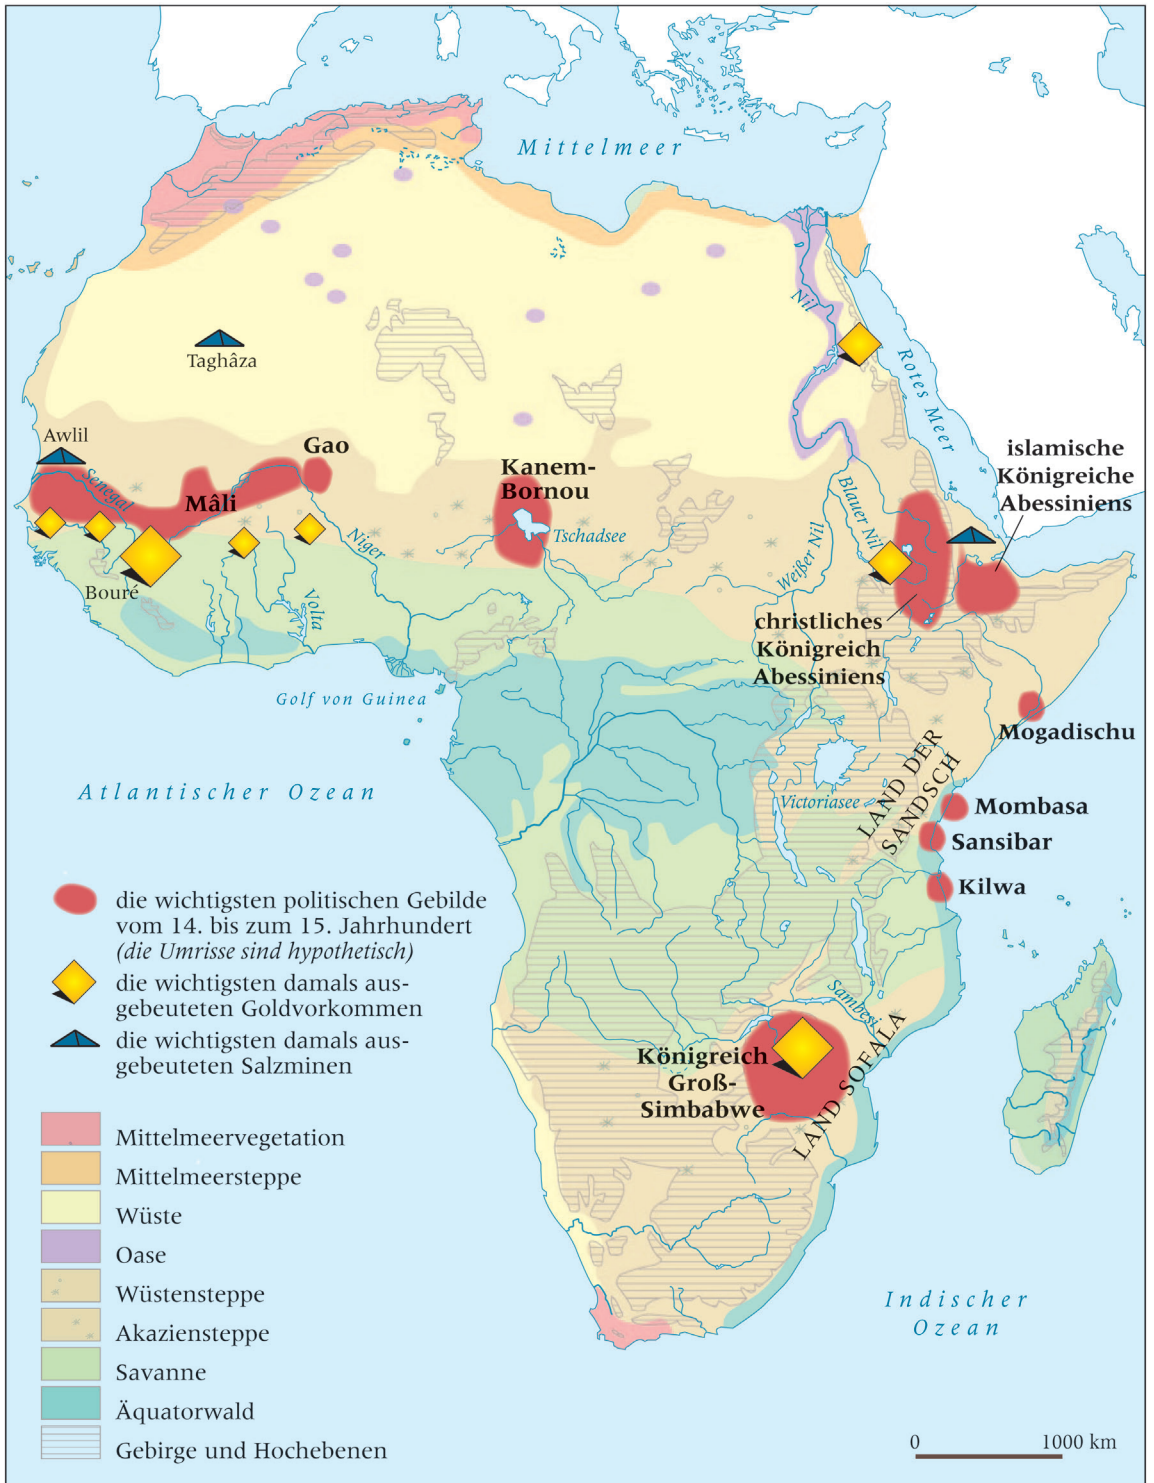 Mittelmeer
Nil
Taghâza
Rotes Meer
Awlil
Gao
islamische
Königreiche
Abessiniens
Kanem-
Bornou
Senegal
Mâli
Blauer Nil
Tschadsee
Niger
Weißer Nil
Bouré
Volta
christliches
Königreich
Abessiniens
Golf von Guinea
Mogadischu
LAND DER
SANDSCH
Atlantischer Ozean
Victoriasee
Mombasa
Sansibar
Kilwa
die wichtigsten politischen Gebilde
vom 14. bis zum 15. Jahrhundert
(die Umrisse sind hypothetisch)
die wichtigsten damals aus-
gebeuteten Goldvorkommen
die wichtigsten damals aus-
gebeuteten Salzminen
Sambesi
Königreich
Groß-
Simbabwe
LAND SOFALA
Mittelmeervegetation
Mittelmeersteppe
Wüste
Oase
Wüstensteppe
Akaziensteppe
Savanne
Äquatorwald
Gebirge und Hochebenen
Indischer
Ozean
0 1000 km